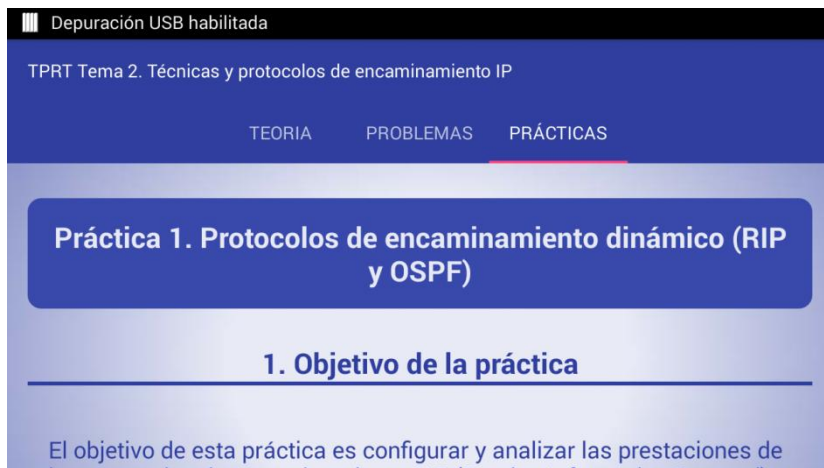 Depuración USB habilitada
TPRT Tema 2. Técnicas y protocolos de encaminamiento IP
TEORIA PROBLEMAS PRÁCTICAS
Práctica 1. Protocolos de encaminamiento dinámico (RIP
y OSPF)
1. Objetivo de la práctica
El objetivo de esta práctica es configurar y analizar las prestaciones de